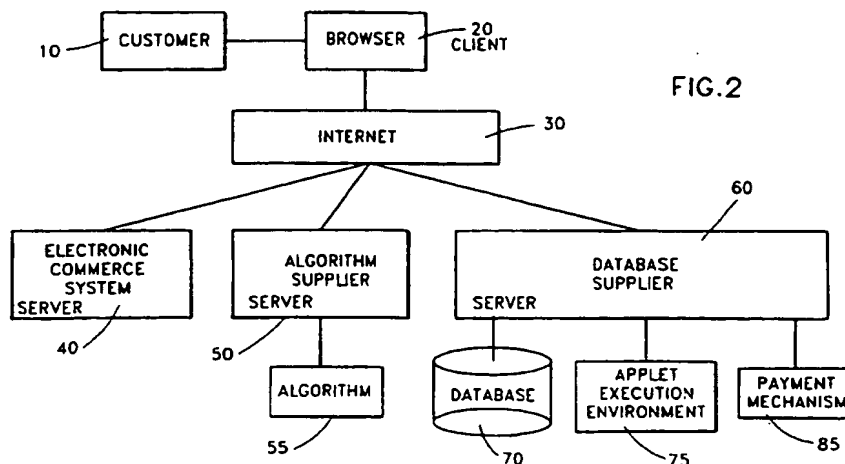 10
CUSTOMER
BROWSER
20
CLIENT
FIG.2
INTERNET
30
60
ELECTRONIC
COMMERCE
SYSTEM
SERVER
40
ALGORITHM
SUPPLIER
SERVER
50
DATABASE
SUPPLIER
SERVER
ALGORITHM
55
DATABASE
70
APPLET
EXECUTION
ENVIRONMENT
75
PAYMENT
MECHANISM
85